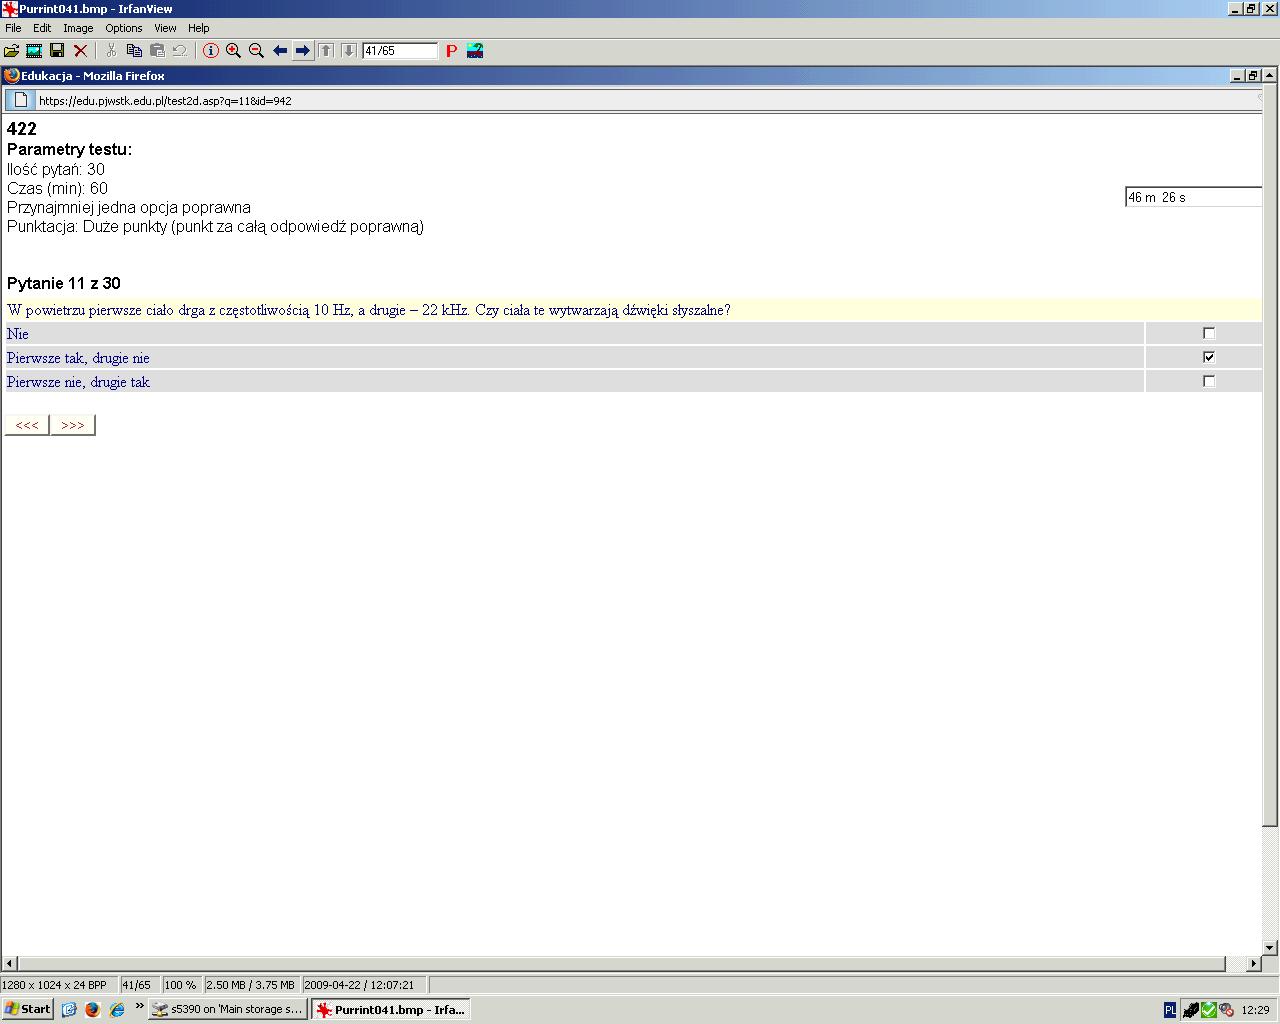 Purrint041.bmp - IrfanView
File Edit Image Options View Help
41/65
Edukacja - Mozilla Firefox
https://edu.pjwstk.edu.pl/test2d.asp?q=11&id=942
422
Parametry testu:
Ilość pytań: 30
Czas (min): 60
46 m 26 s
Przynajmniej jedna opcja poprawna
Punktacja: Duże punkty (punkt za całą odpowiedź poprawną)
Pytanie 11 z 30
W powietrzu pierwsze ciało drga z częstotliwością 10 Hz, a drugie – 22 kHz. Czy ciała te wytwarzają dźwięki słyszalne?
Nie
Pierwsze tak, drugie nie
Pierwsze nie, drugie tak
<<< >>>
1280 x 1024 x 24 BPP 41/65 100 % 2.50 MB / 3.75 MB 2009-04-22 / 12:07:21
Start » s5390 on 'Main storage s... Purrint041.bmp - Irfa... PL 12:29